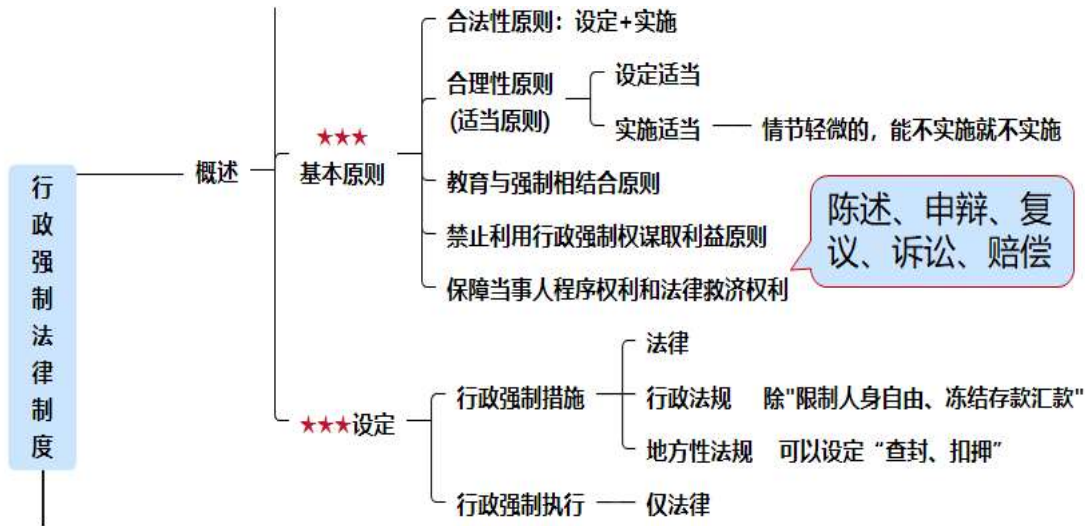 行政强制法律制度
概述
★★★
基本原则
合法性原则：设定+实施
合理性原则
(适当原则)
设定适当
实施适当
情节轻微的，能不实施就不实施
教育与强制相结合原则
禁止利用行政强制权谋取利益原则
保障当事人程序权利和法律救济权利
陈述、申辩、复
议、诉讼、赔偿
★★★设定
行政强制措施
法律
行政法规 除"限制人身自由、冻结存款汇款"
地方性法规 可以设定“查封、扣押”
行政强制执行
仅法律